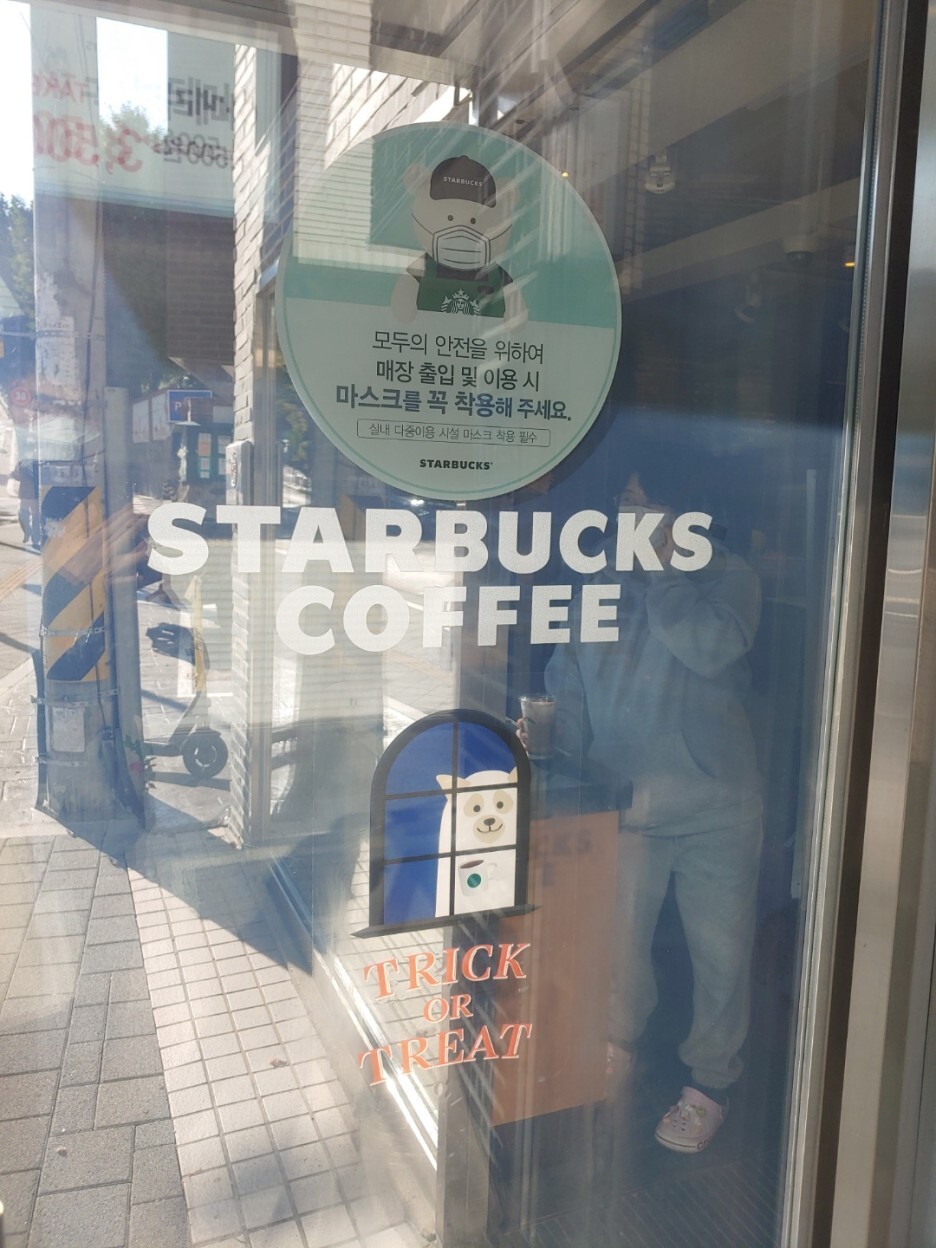 STARBUCKS
모두의 안전을 위하여
매장 출입 및 이용 시
마스크를 꼭 착용해 주세요.
실내 다중이용 시설 마스크 착용 필수
STARBUCKS
STARBUCKS
COFFEE
TRICK
OR
TREAT